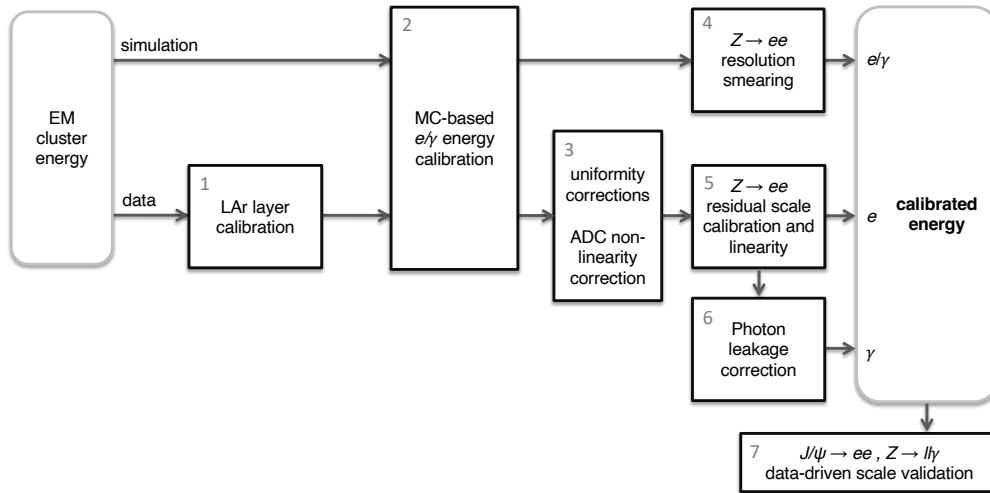 EM
cluster
energy
simulation
data
1
LAr layer
calibration
2
MC-based
e/γ energy
calibration
3
uniformity
corrections
ADC non-
linearity
correction
4
Z → ee
resolution
smearing
5
Z → ee
residual scale
calibration and
linearity
6
Photon
leakage
correction
e/γ
e
γ
calibrated
energy
7
J/ψ → ee , Z → llγ
data-driven scale validation